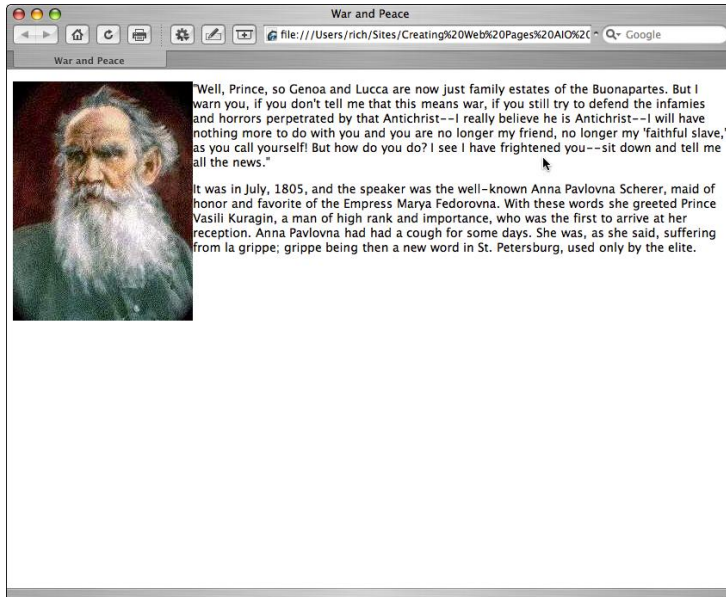 War and Peace
file:///Users/rich/Sites/Creating%20Web%20Pages%20AIO%20
Google
War and Peace
"Well, Prince, so Genoa and Lucca are now just family estates of the Buonapartes. But I
warn you, if you don't tell me that this means war, if you still try to defend the infamies
and horrors perpetrated by that Antichrist--I really believe he is Antichrist--I will have
nothing more to do with you and you are no longer my friend, no longer my 'faithful slave,'
as you call yourself! But how do you do? I see I have frightened you--sit down and tell me
all the news."
It was in July, 1805, and the speaker was the well-known Anna Pavlovna Scherer, maid of
honor and favorite of the Empress Marya Fedorovna. With these words she greeted Prince
Vasili Kuragin, a man of high rank and importance, who was the first to arrive at her
reception. Anna Pavlovna had had a cough for some days. She was, as she said, suffering
from la grippe; grippe being then a new word in St. Petersburg, used only by the elite.